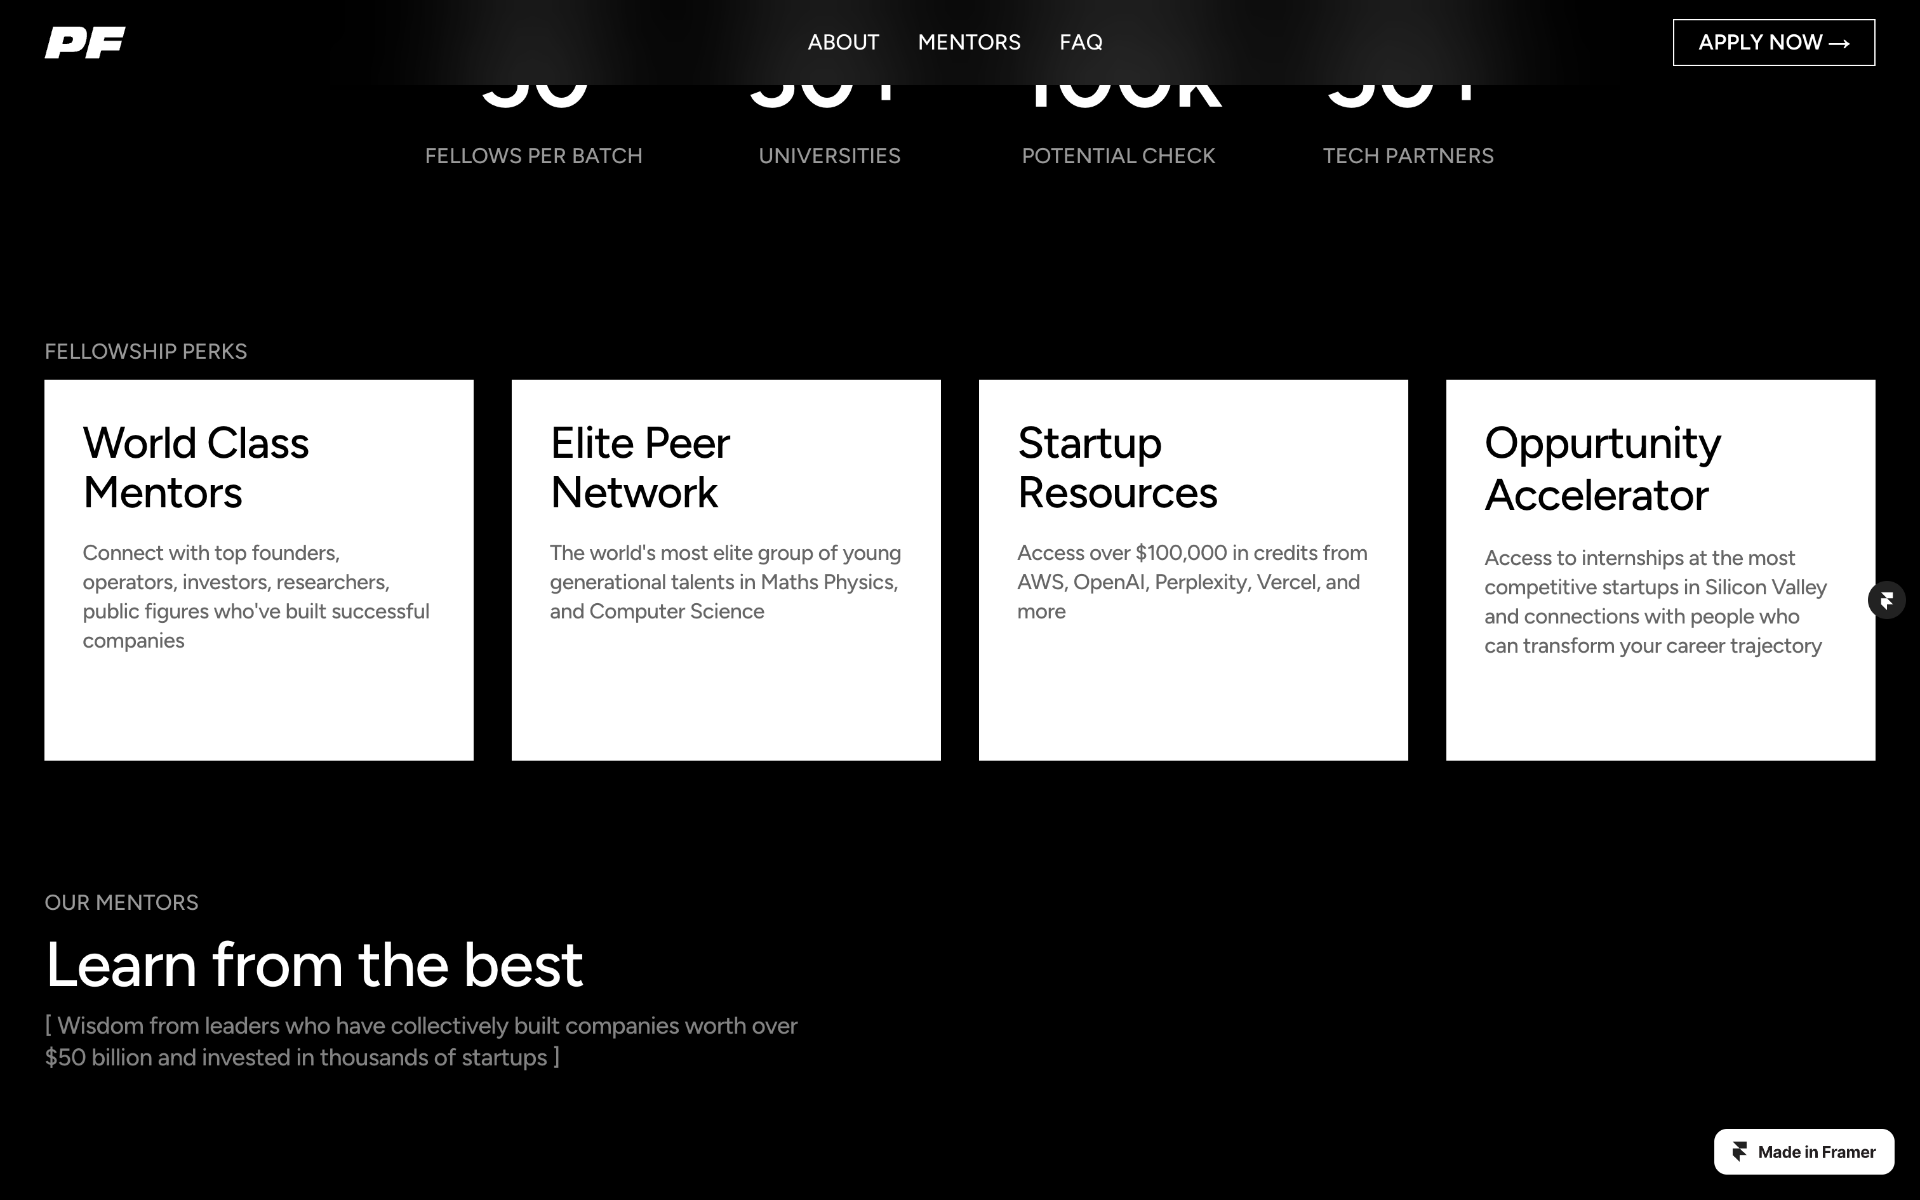 PF
ABOUT MENTORS FAQ
APPLY NOW →
FELLOWS PER BATCH
UNIVERSITIES
100k
POTENTIAL CHECK
TECH PARTNERS
FELLOWSHIP PERKS
World Class
Mentors
Connect with top founders,
operators, investors, researchers,
public figures who've built successful
companies
Elite Peer
Network
The world's most elite group of young
generational talents in Maths Physics,
and Computer Science
Startup
Resources
Access over $100,000 in credits from
AWS, OpenAI, Perplexity, Vercel, and
more
Oppurtunity
Accelerator
Access to internships at the most
competitive startups in Silicon Valley
and connections with people who
can transform your career trajectory
OUR MENTORS
Learn from the best
[ Wisdom from leaders who have collectively built companies worth over
$50 billion and invested in thousands of startups ]
Made in Framer